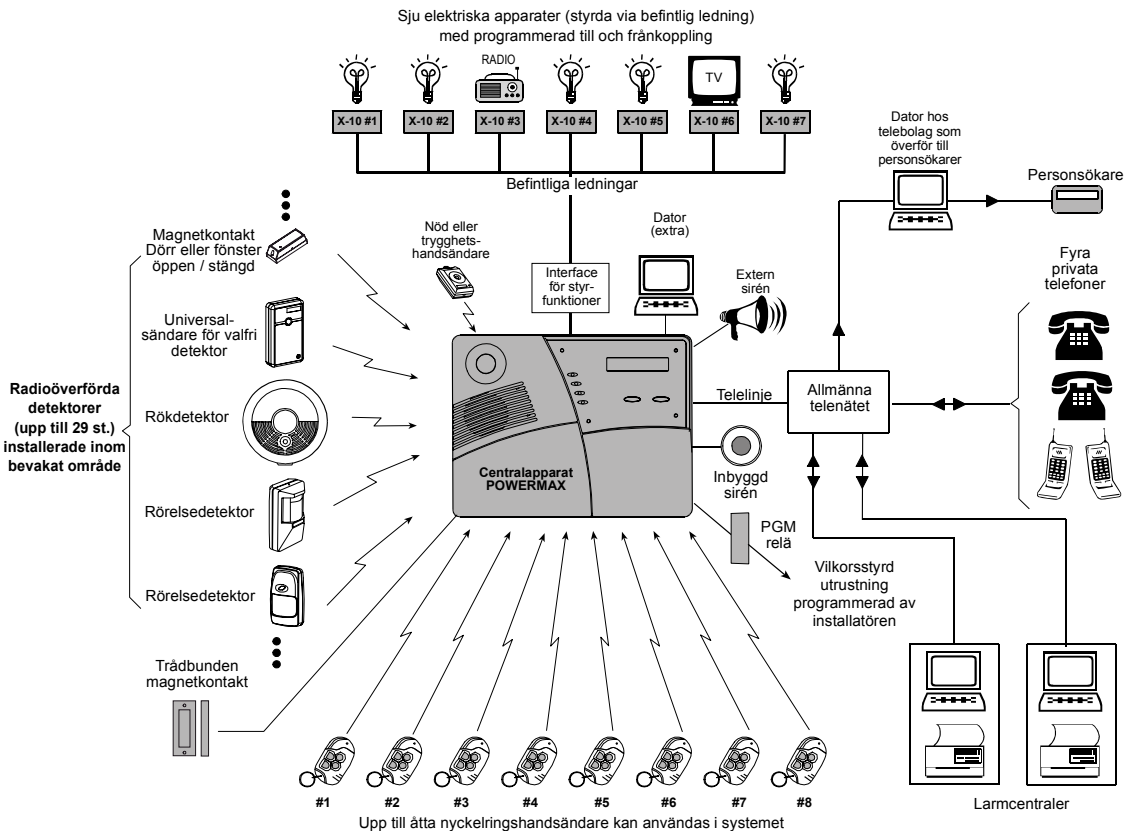 Sju elektriska apparater (styrda via befintlig ledning)
med programmerad till och frånkoppling
RADIO
TV
X-10 #1
X-10 #2
X-10 #3
X-10 #4
X-10 #5
X-10 #6
X-10 #7
Befintliga ledningar
Dator hos
telebolag som
överför till
personsökarer
Personsökare
Magnetkontakt
Dörr eller fönster
öppen / stängd
Nöd eller
trygghets-
handsändare
Interface
för styr-
funktioner
Dator
(extra)
Extern
sirén
Fyra
privata
telefoner
Universal-
sändare för valfri
detektor
Radioöverförda
detektorer
(upp till 29 st.)
installerade inom
bevakat område
Rökdetektor
Telelinje
Allmänna
telenätet
Centralapparat
POWERMAX
Inbyggd
sirén
Rörelsedetektor
PGM
relä
Rörelsedetektor
Vilkorsstyrd
utrustning
programmerad av
installatören
Trådbunden
magnetkontakt
#1
#2
#3
#4
#5
#6
#7
#8
Larmcentraler
Upp till åtta nyckelringshandsändare kan användas i systemet